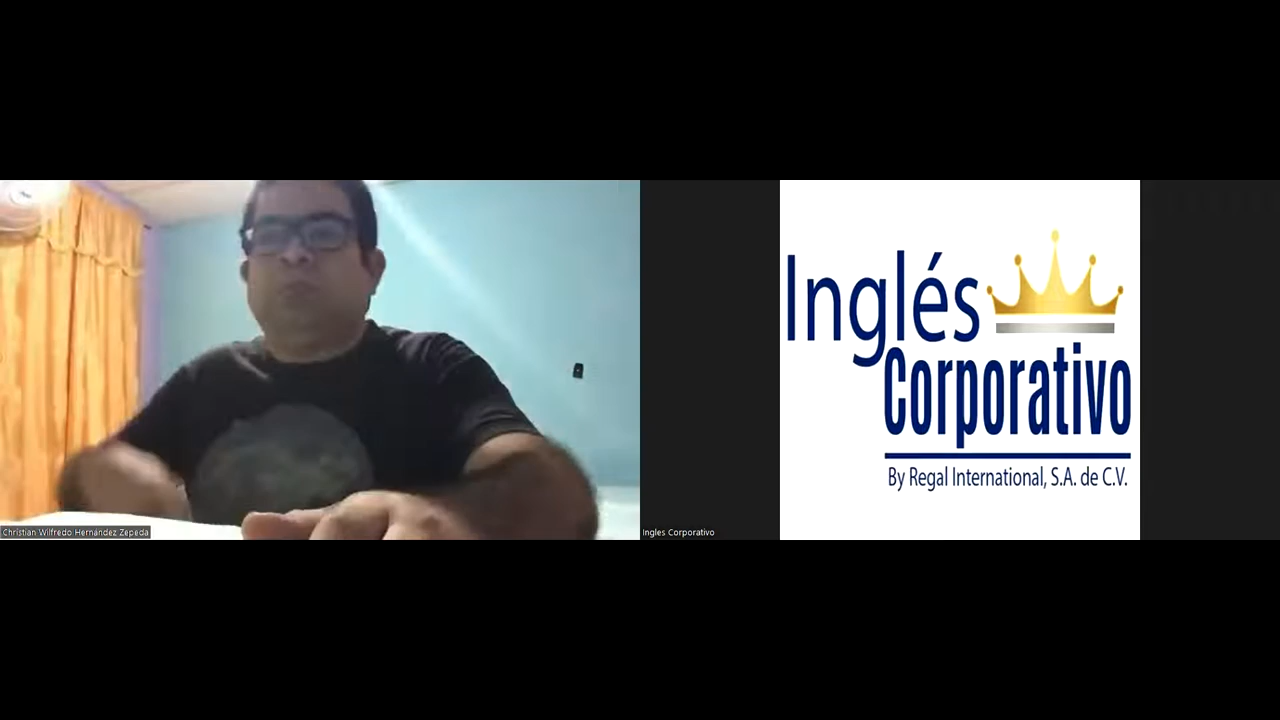 Inglés
Corporativo
By Regal International, S.A. de C.V.
Christian Wilfredo Hernández Zepeda
Ingles Corporativo